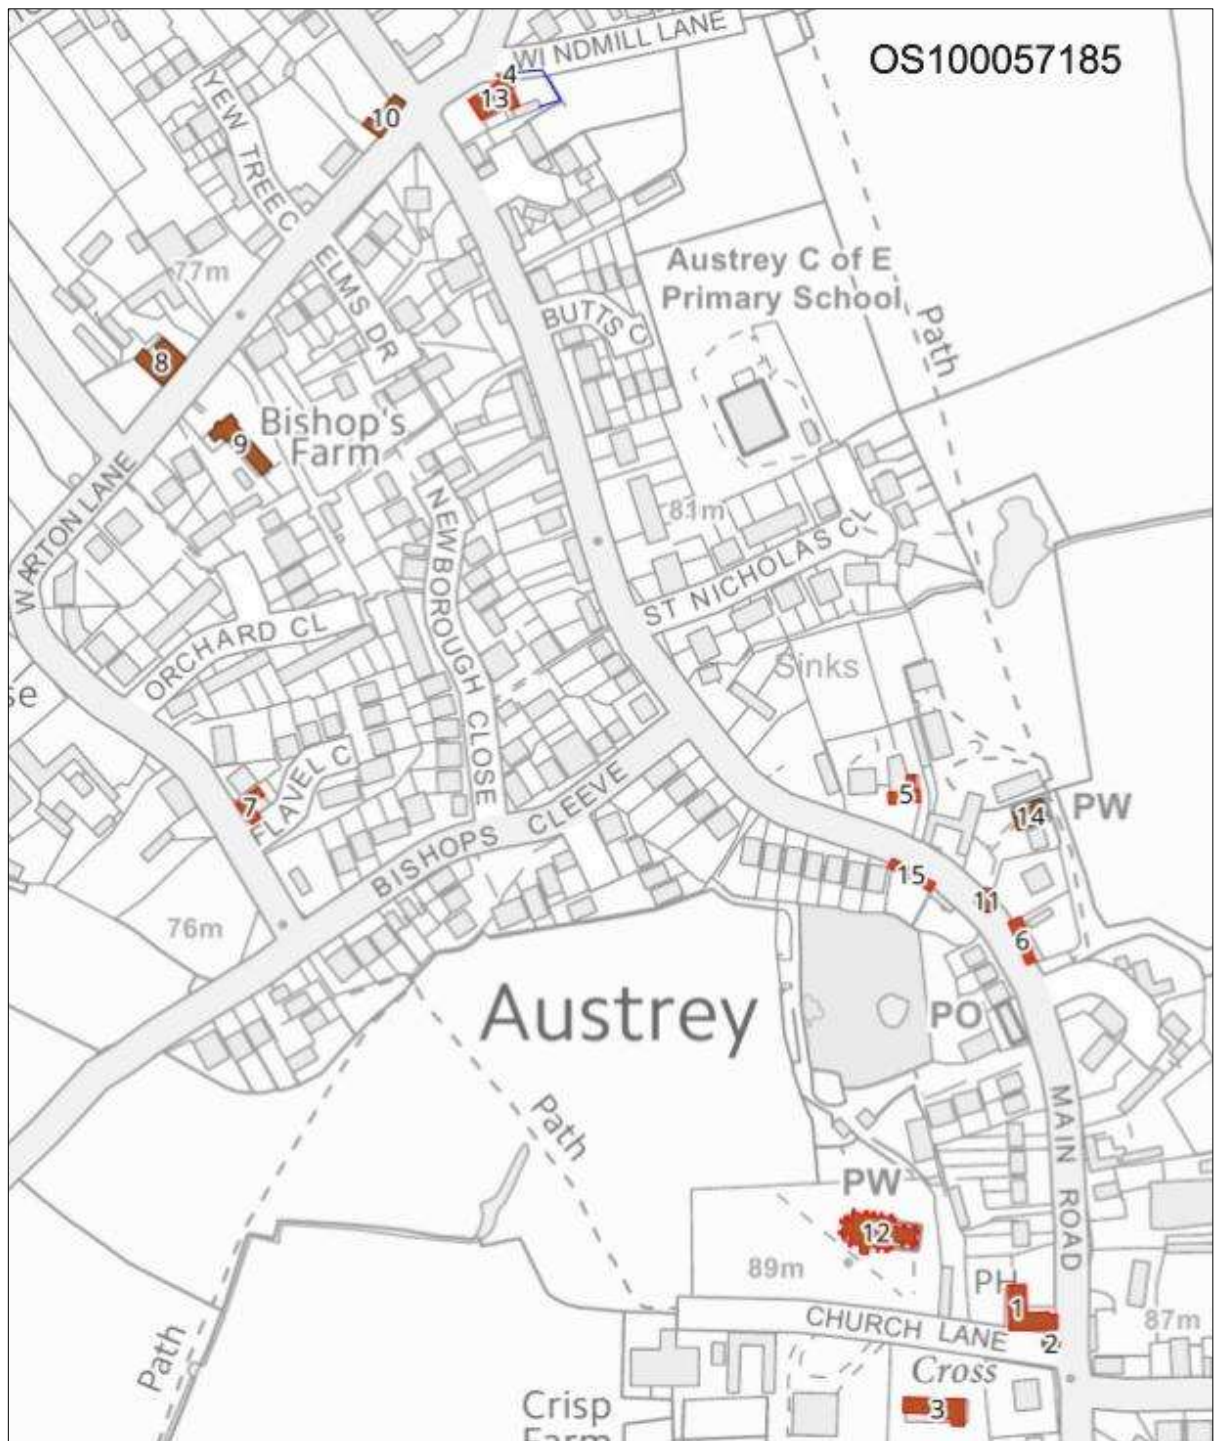 WINDMILL LANE
OS100057185
4
13
10
YEW TREE C
Austrey C of E
Primary School
77m
ELMS DR
BUTTS C
Path
8
9
Bishop's
Farm
WARTON LANE
NEWBOROUGH CLOSE
81m
ST NICHOLAS CL
ORCHARD CL
Sinks
se
7
FLAVEL C
BISHOPS CLEEVE
5
14
PW
15
11
6
76m
Austrey
PO
MAIN ROAD
Path
PW
12
89m
PH
1
CHURCH LANE
2
87m
Path
Cross
3
Crisp
Farm